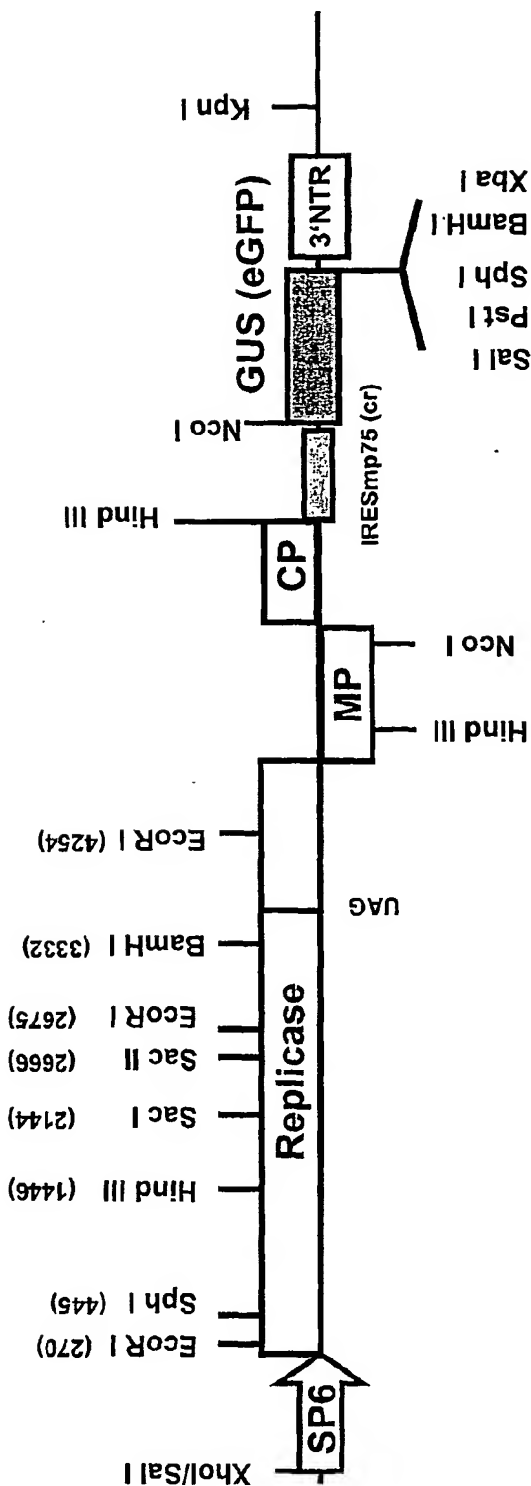 XhoI/Sal I
SP6
EcoR I (270)
Sph I (445)
Hind III (1446)
Sac I (2144)
Sac II (2666)
EcoR I (2675)
BamH I (3332)
EcoR I (4254)
Replicase
UAG
MP
Hind III
Nco I
CP
Hind III
IRESmp75 (cr)
Nco I
GUS (eGFP)
Sal I
Pst I
Sph I
BamH I
Xba I
3'NTR
Kpn I